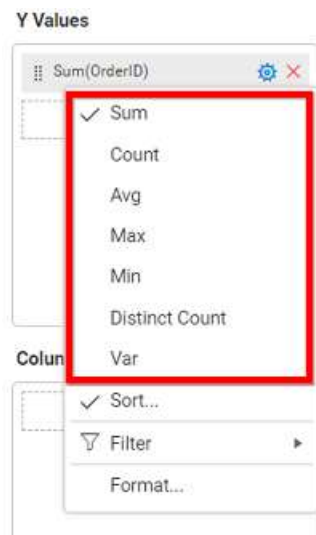 Y Values
Sum(OrderID)
Sum
Count
Avg
Max
Min
Distinct Count
Var
Colun
Sort...
Filter
Format...